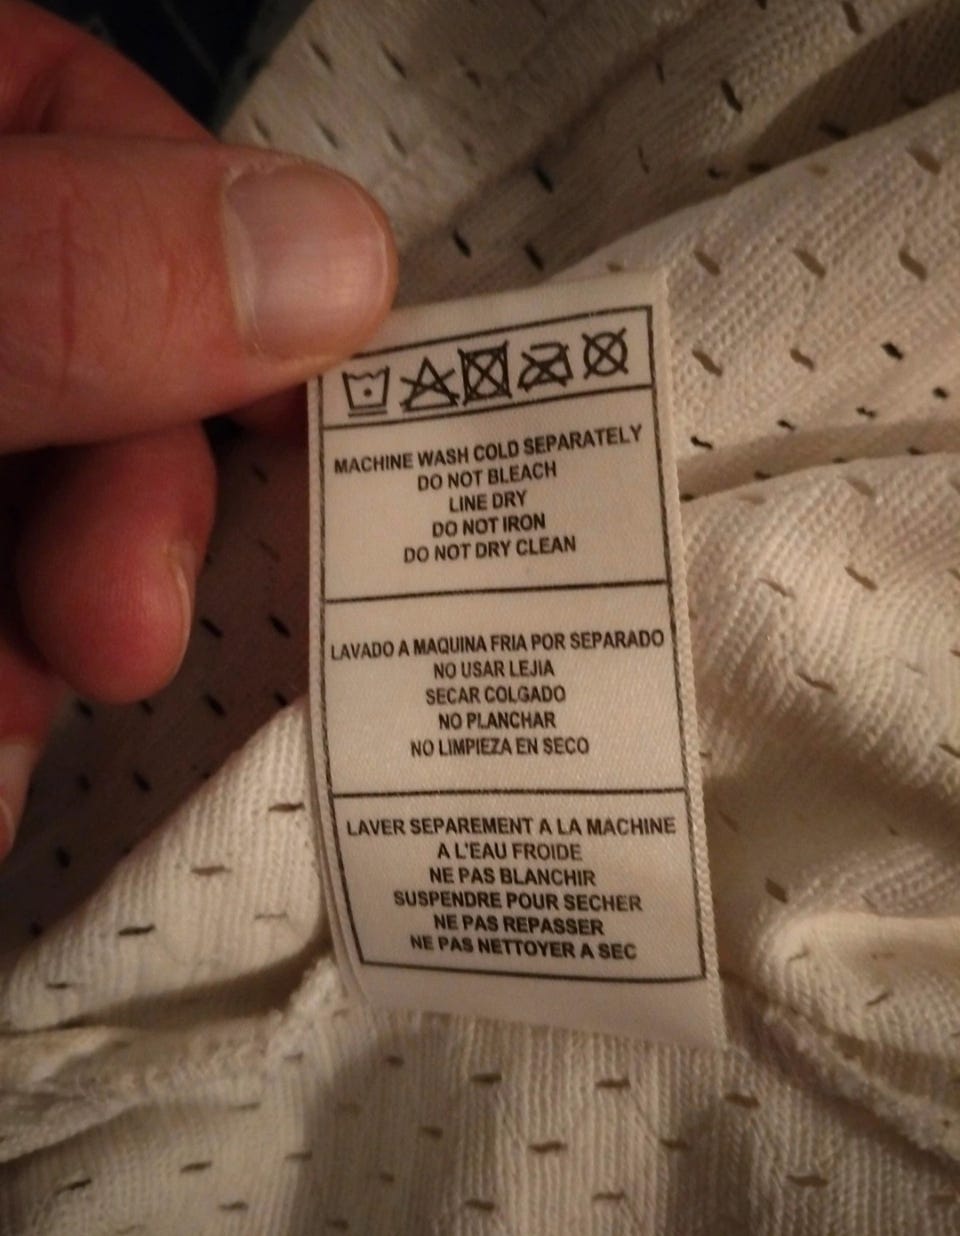 MACHINE WASH COLD SEPARATELY
DO NOT BLEACH
LINE DRY
DO NOT IRON
DO NOT DRY CLEAN
LAVADO A MAQUINA FRIA POR SEPARADO
NO USAR LEJIA
SECAR COLGADO
NO PLANCHAR
NO LIMPIEZA EN SECO
LAVER SEPAREMENT A LA MACHINE
A L'EAU FROIDE
NE PAS BLANCHIR
SUSPENDRE POUR SECHER
NE PAS REPASSER
NE PAS NETTOYER A SEC